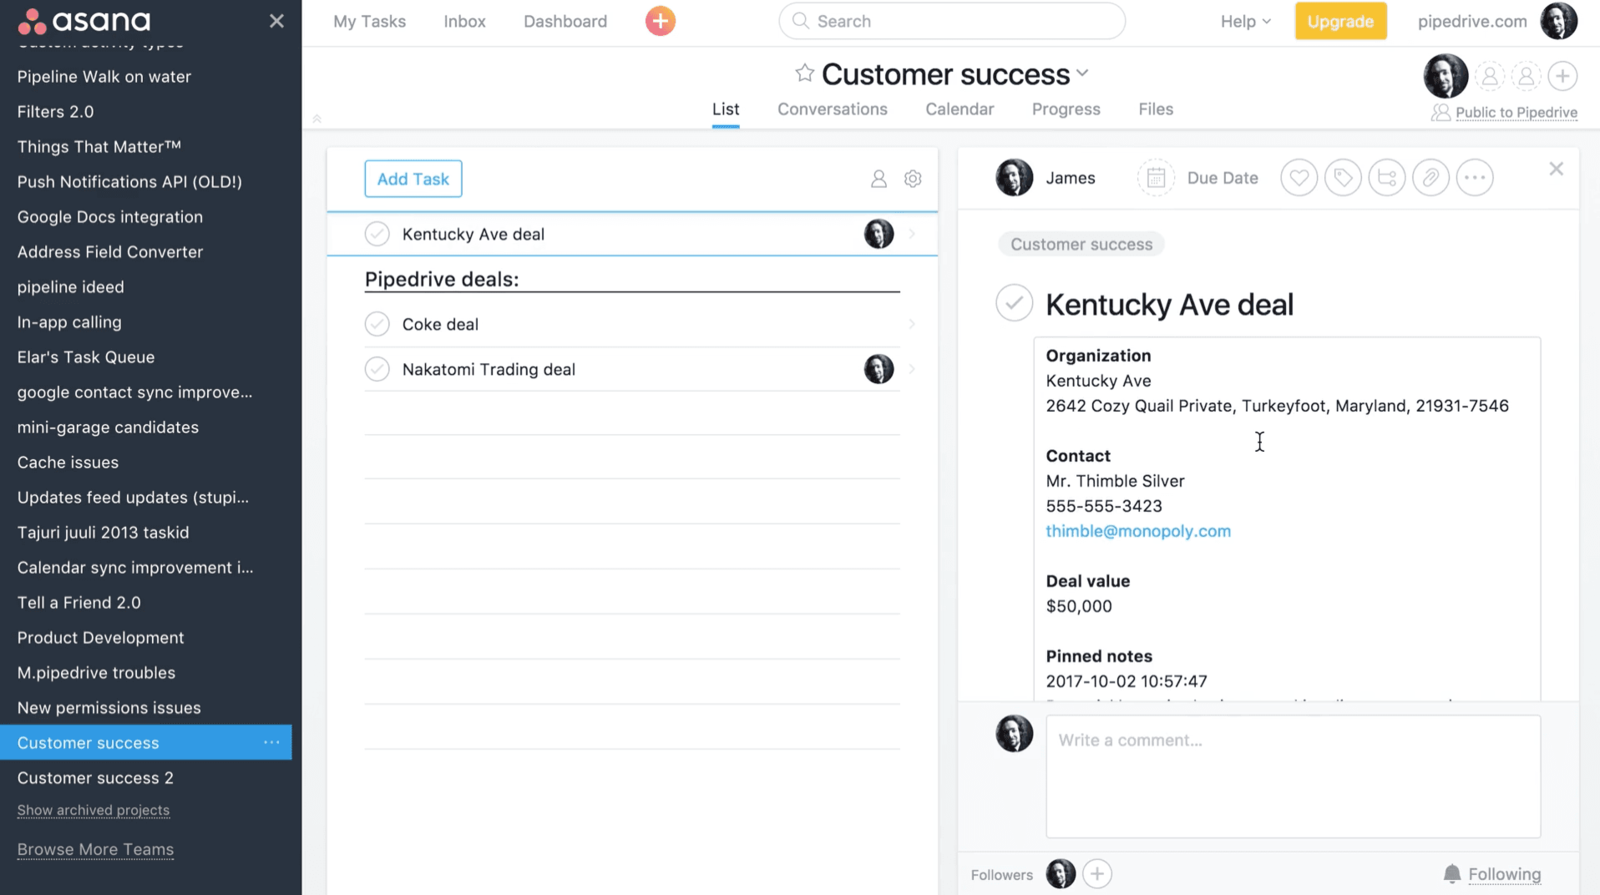 asana
Custom activity types
Pipeline Walk on water
Filters 2.0
Things That Matter™
Push Notifications API (OLD!)
Google Docs integration
Address Field Converter
pipeline ideed
In-app calling
Elar's Task Queue
google contact sync improve...
mini-garage candidates
Cache issues
Updates feed updates (stupi...
Tajuri juuli 2013 taskid
Calendar sync improvement i...
Tell a Friend 2.0
Product Development
M.pipedrive troubles
New permissions issues
Customer success
Customer success 2
Show archived projects
Browse More Teams
My Tasks Inbox Dashboard Search Help Upgrade pipedrive.com
Customer success
List Conversations Calendar Progress Files
Public to Pipedrive
Add Task
Kentucky Ave deal
Pipedrive deals:
Coke deal
Nakatomi Trading deal
James Due Date
Customer success
Kentucky Ave deal
Organization
Kentucky Ave
2642 Cozy Quail Private, Turkeyfoot, Maryland, 21931-7546
Contact
Mr. Thimble Silver
555-555-3423
thimble@monopoly.com
Deal value
$50,000
Pinned notes
2017-10-02 10:57:47
Write a comment...
Followers Following